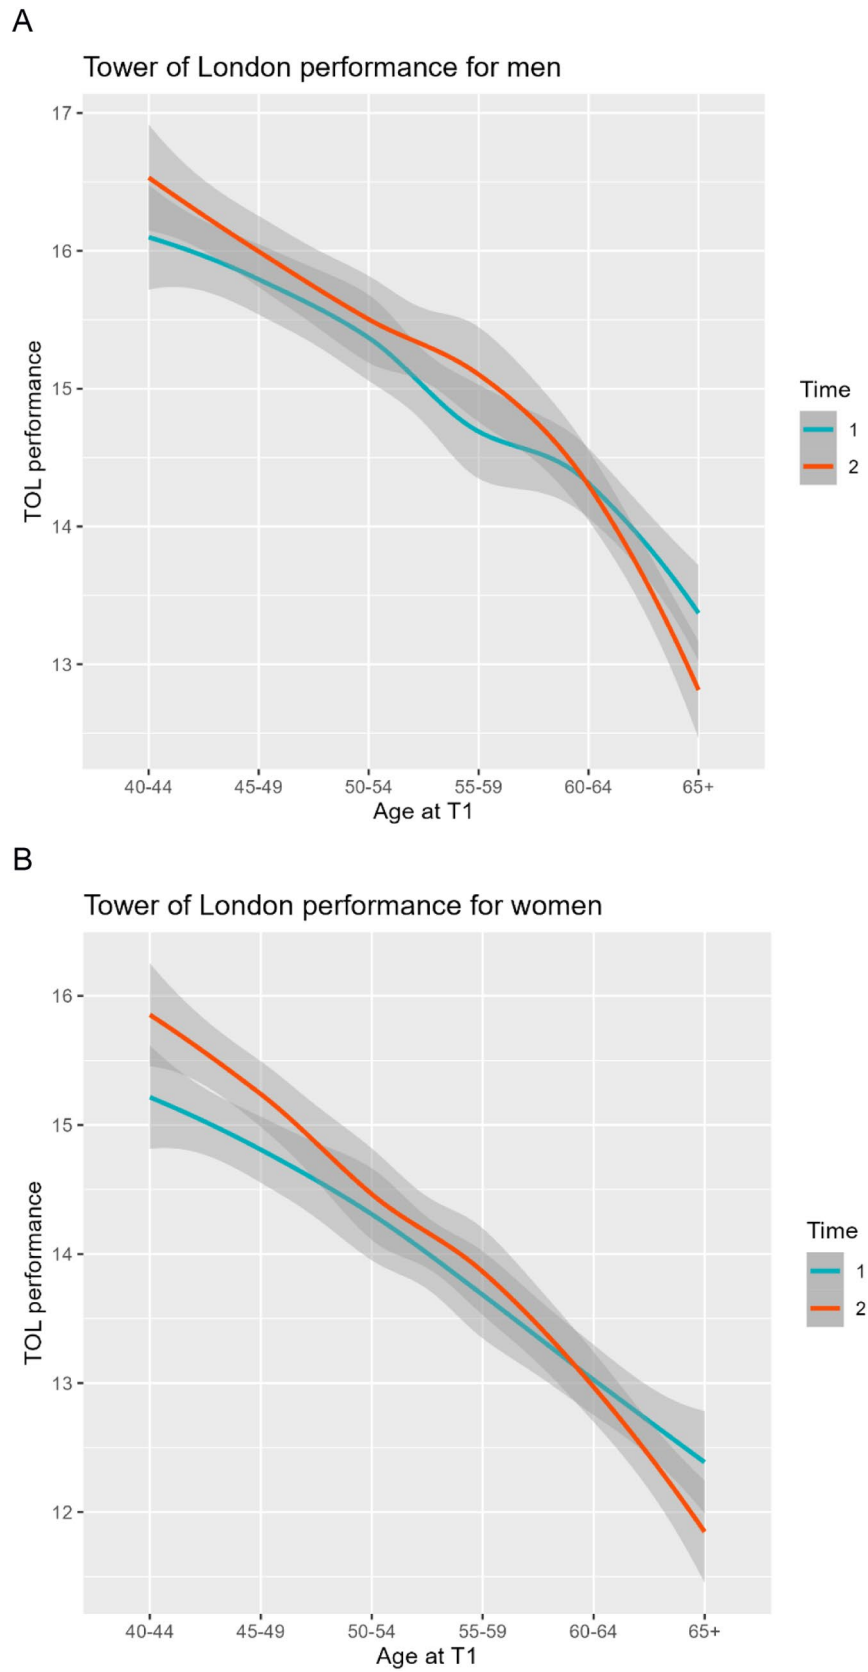 A
Tower of London performance for men
17
16
15
14
13
TOL performance
40-44 45-49 50-54 55-59 60-64 65+
Age at T1
Time
1
2
B
Tower of London performance for women
16
15
14
13
12
TOL performance
40-44 45-49 50-54 55-59 60-64 65+
Age at T1
Time
1
2